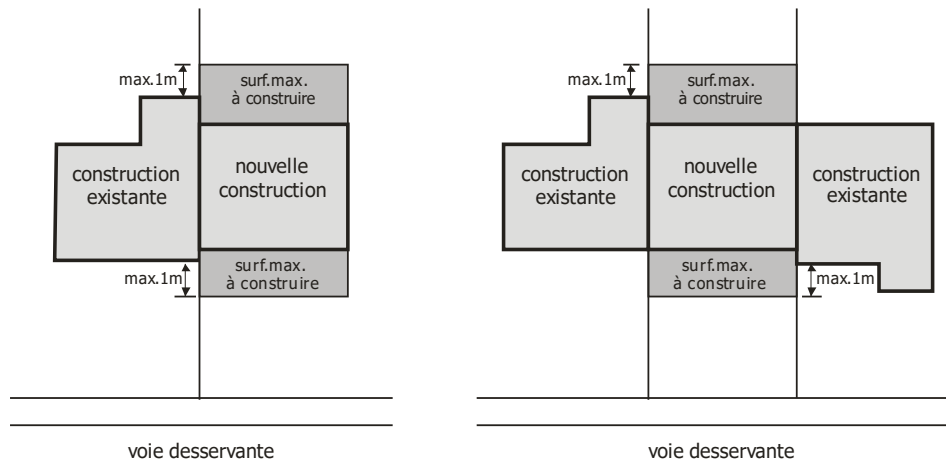 max.1m
surf.max.
à construire
construction
existante
nouvelle
construction
max.1m
surf.max.
à construire
voie desservante
max.1m
surf.max.
à construire
construction
existante
nouvelle
construction
construction
existante
surf.max.
à construire
max.1m
voie desservante